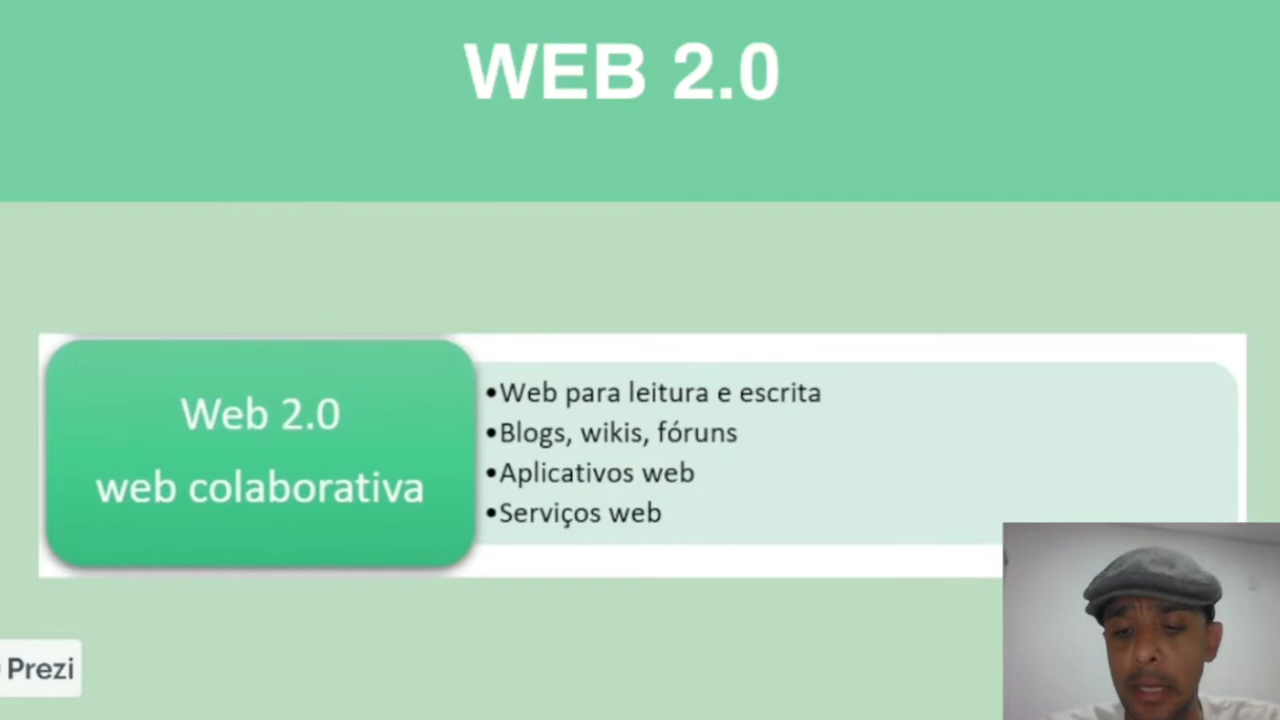 WEB 2.0
Web 2.0
web colaborativa
•Web para leitura e escrita
•Blogs, wikis, fóruns
•Aplicativos web
•Serviços web
Prezi